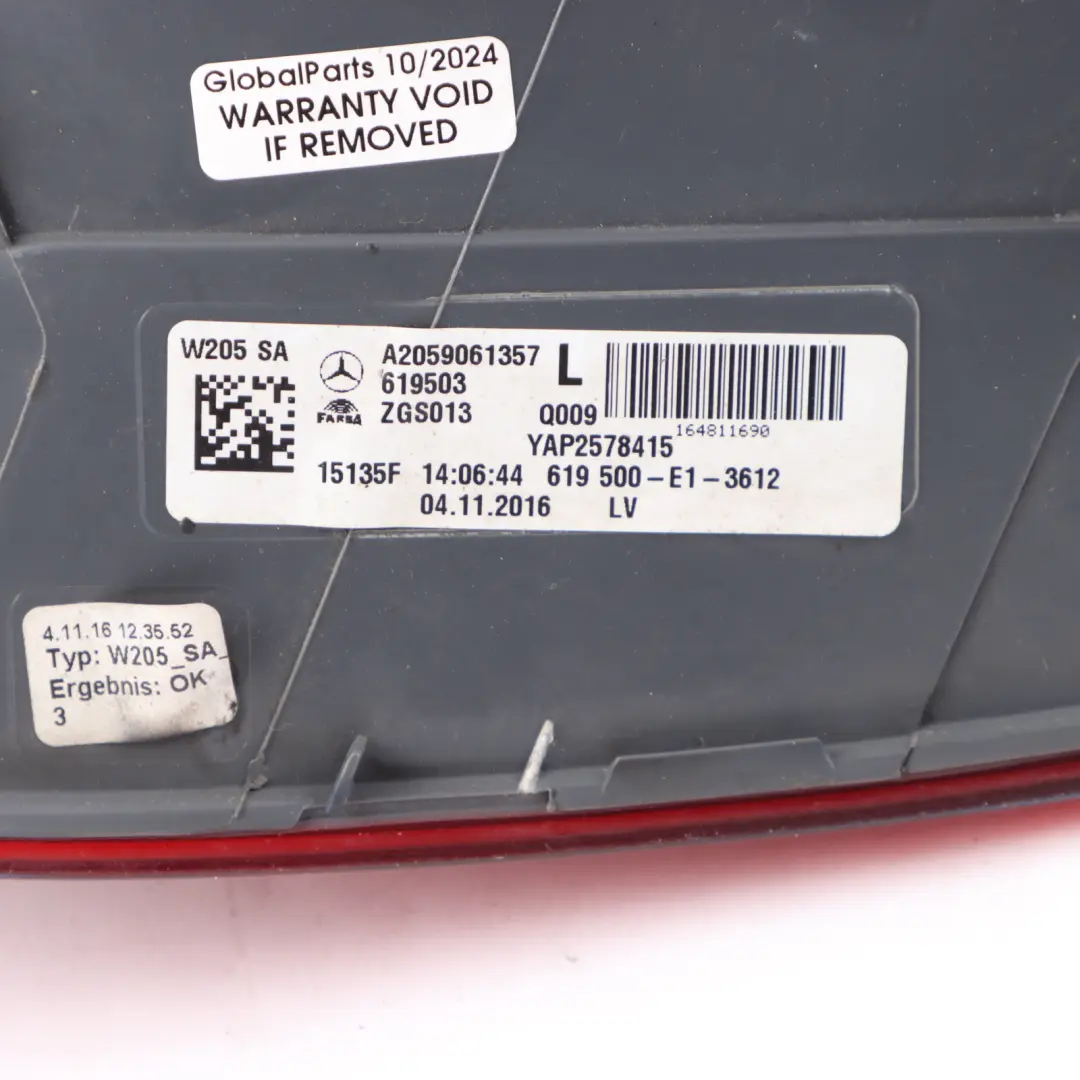 GlobalParts 10/2024
WARRANTY VOID
IF REMOVED
W205 SA
A2059061357 L
619503
FARBA ZGS013 Q009
164811690
YAP2578415
15135F 14:06:44 619 500-E1-3612
04.11.2016 LV
4.11.16 12.35.52
Typ: W205_SA_
Ergebnis: OK
3